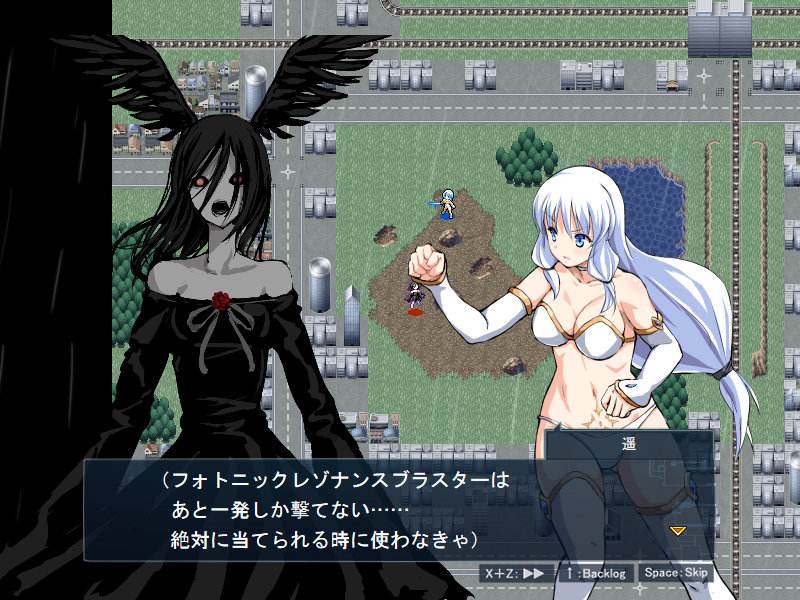 遥
（フォトニックレゾナンスブラスターは
あと一発しか撃てない……
絶対に当てられる時に使わなきゃ）
X+Z:▶▶ ↑:Backlog Space:Skip